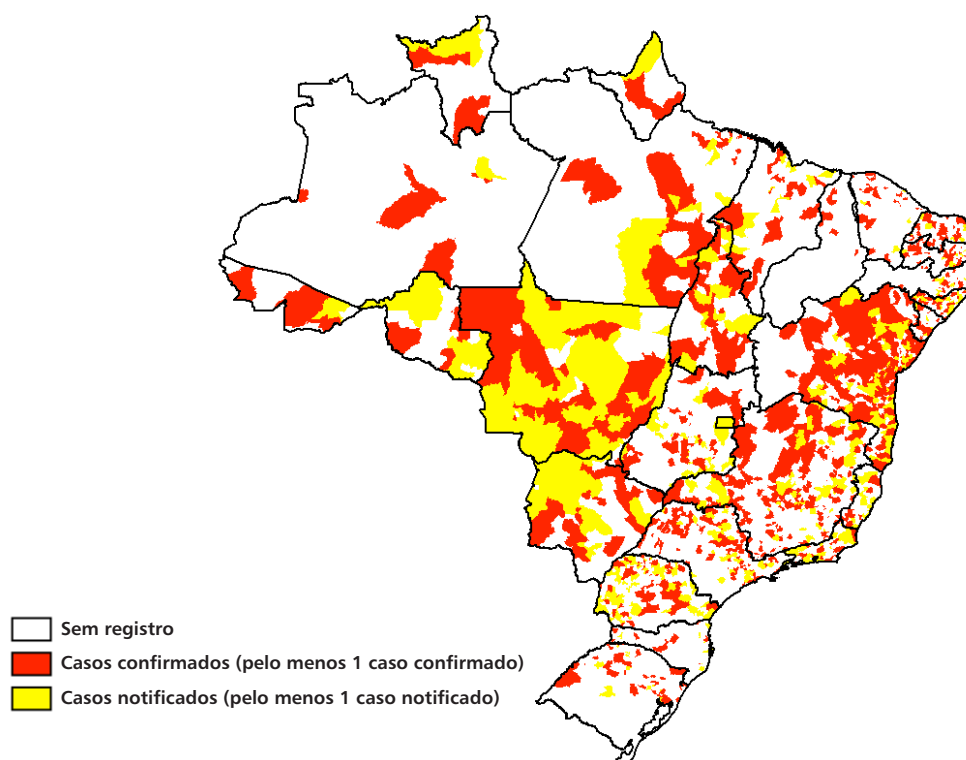 Sem registro
Casos confirmados (pelo menos 1 caso confirmado)
Casos notificados (pelo menos 1 caso notificado)